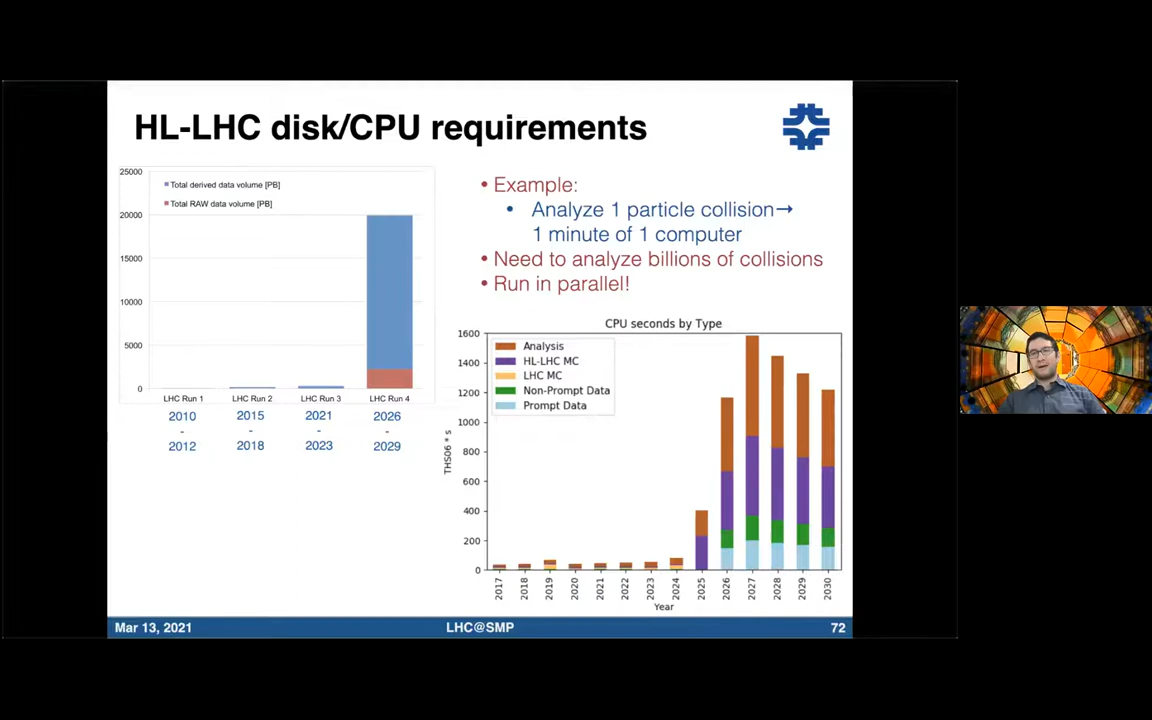 HL-LHC disk/CPU requirements
25000
20000
15000
10000
5000
0
Total derived data volume [PB]
Total RAW data volume [PB]
LHC Run 1
LHC Run 2
LHC Run 3
LHC Run 4
2010
-
2012
2015
-
2018
2021
-
2023
2026
-
2029
• Example:
• Analyze 1 particle collision→
1 minute of 1 computer
• Need to analyze billions of collisions
• Run in parallel!
CPU seconds by Type
THS06 * s
1600
1400
1200
1000
800
600
400
200
0
Analysis
HL-LHC MC
LHC MC
Non-Prompt Data
Prompt Data
2017
2018
2019
2020
2021
2022
2023
2024
2025
2026
2027
2028
2029
2030
Year
Mar 13, 2021
LHC@SMP
72